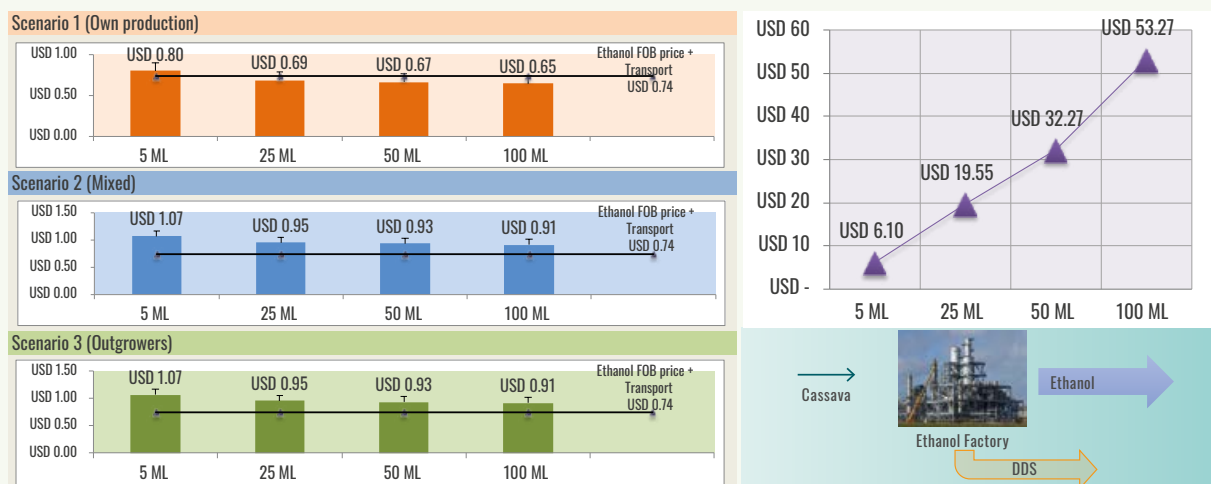 Scenario 1 (Own production)
USD 1.00
USD 0.50
USD 0.00
USD 0.80
USD 0.69
USD 0.67
USD 0.65
Ethanol FOB price +
Transport
USD 0.74
5 ML
25 ML
50 ML
100 ML
Scenario 2 (Mixed)
USD 1.50
USD 1.00
USD 0.50
USD 0.00
USD 1.07
USD 0.95
USD 0.93
USD 0.91
Ethanol FOB price +
Transport
USD 0.74
5 ML
25 ML
50 ML
100 ML
Scenario 3 (Outgrowers)
USD 1.50
USD 1.00
USD 0.50
USD 0.00
USD 1.07
USD 0.95
USD 0.93
USD 0.91
Ethanol FOB price +
Transport
USD 0.74
5 ML
25 ML
50 ML
100 ML
USD 60
USD 50
USD 40
USD 30
USD 20
USD 10
USD -
USD 6.10
USD 19.55
USD 32.27
USD 53.27
5 ML
25 ML
50 ML
100 ML
Cassava
Ethanol Factory
Ethanol
DDS